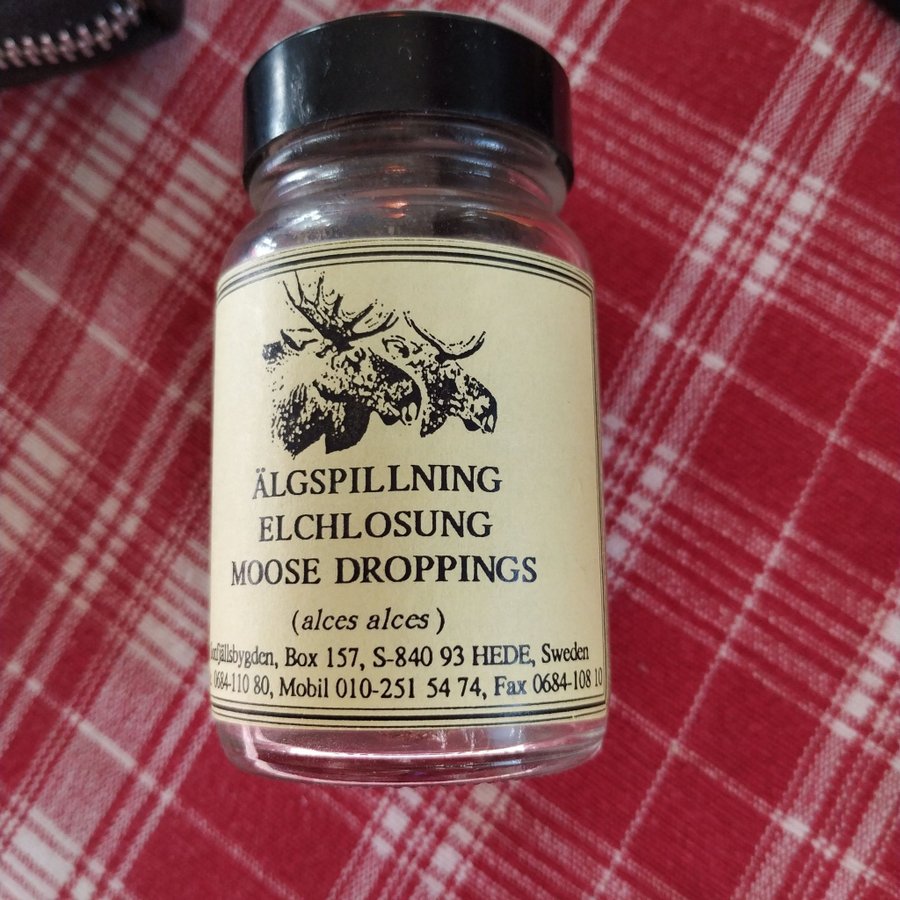 ÄLGSPILLNING
ELCHLOSUNG
MOOSE DROPPINGS
(alces alces)
Box 157, S-840 93 HEDE, Sweden
0684-110 80, Mobil 010-251 54 74, Fax 0684-108 10